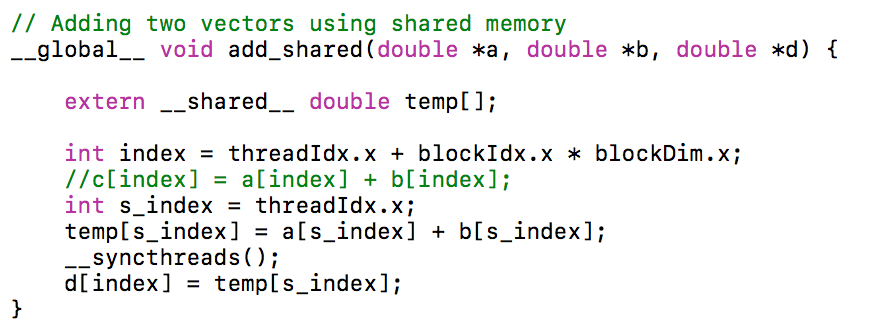 // Adding two vectors using shared memory
__global__ void add_shared(double *a, double *b, double *d) {
extern __shared__ double temp[];
int index = threadIdx.x + blockIdx.x * blockDim.x;
//c[index] = a[index] + b[index];
int s_index = threadIdx.x;
temp[s_index] = a[s_index] + b[s_index];
__syncthreads();
d[index] = temp[s_index];
}